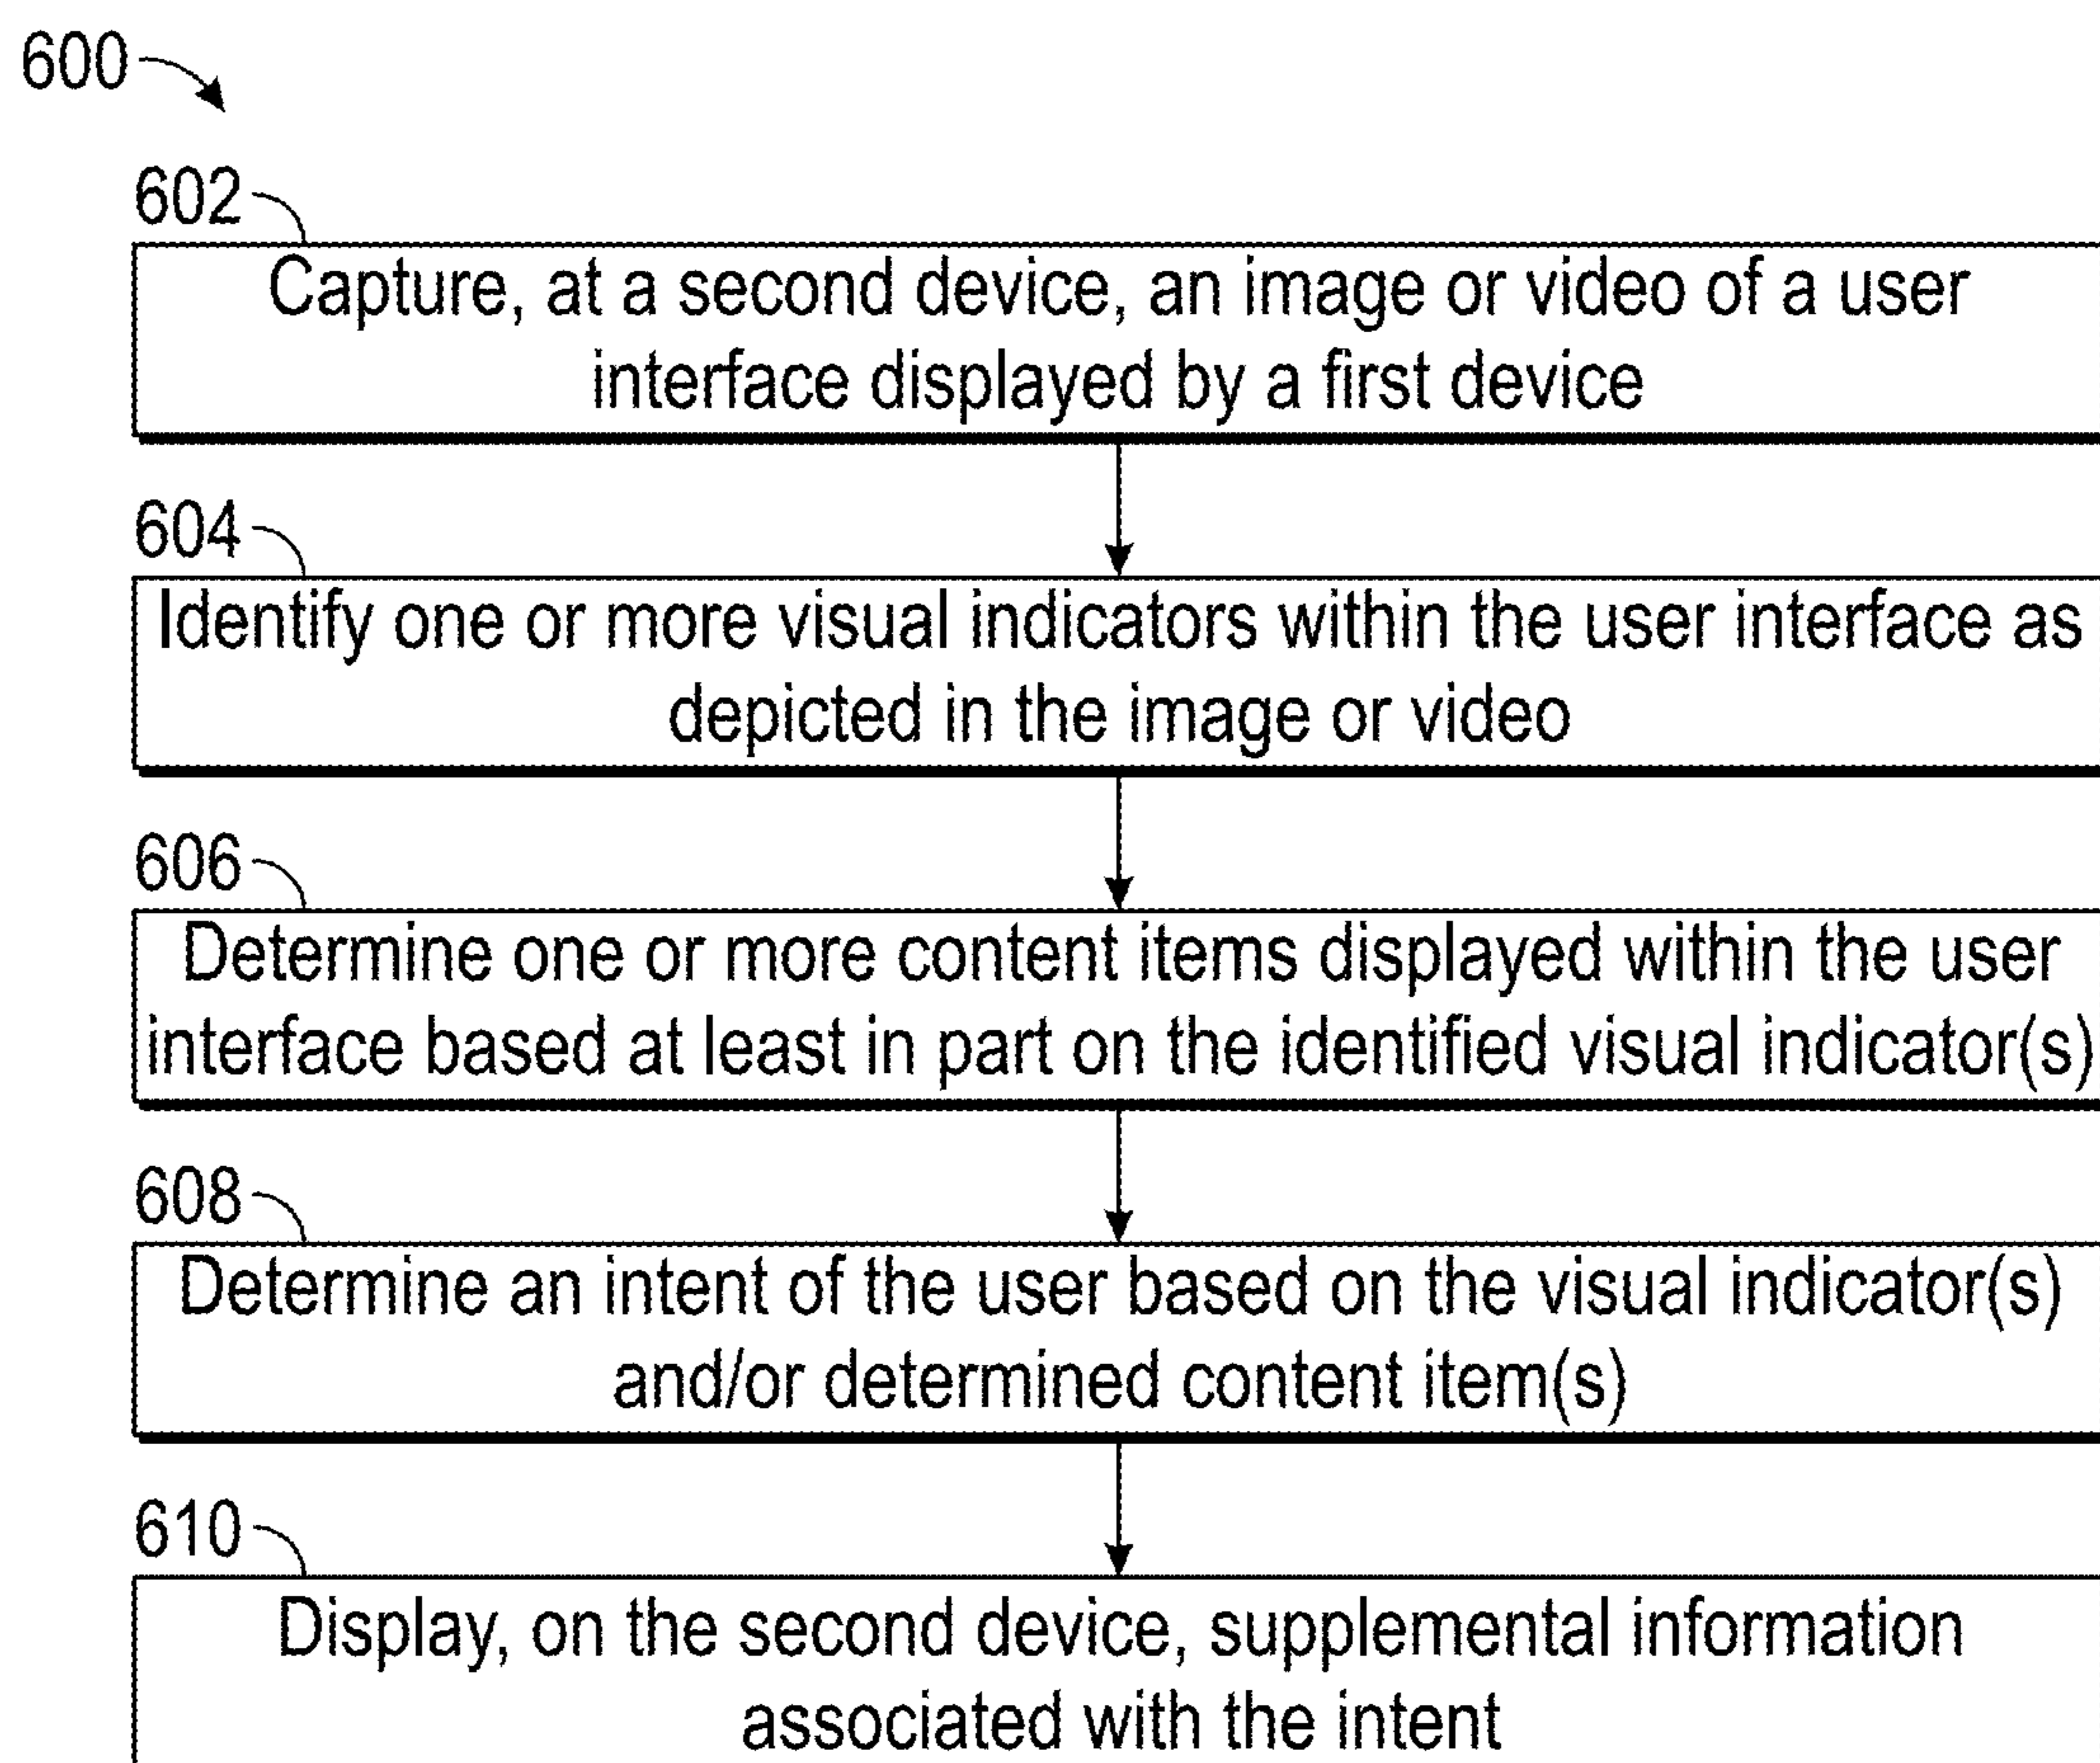 600
602
Capture, at a second device, an image or video of a user
interface displayed by a first device
604
Identify one or more visual indicators within the user interface as
depicted in the image or video
606
Determine one or more content items displayed within the user
interface based at least in part on the identified visual indicator(s)
608
Determine an intent of the user based on the visual indicator(s)
and/or determined content item(s)
610
Display, on the second device, supplemental information
associated with the intent